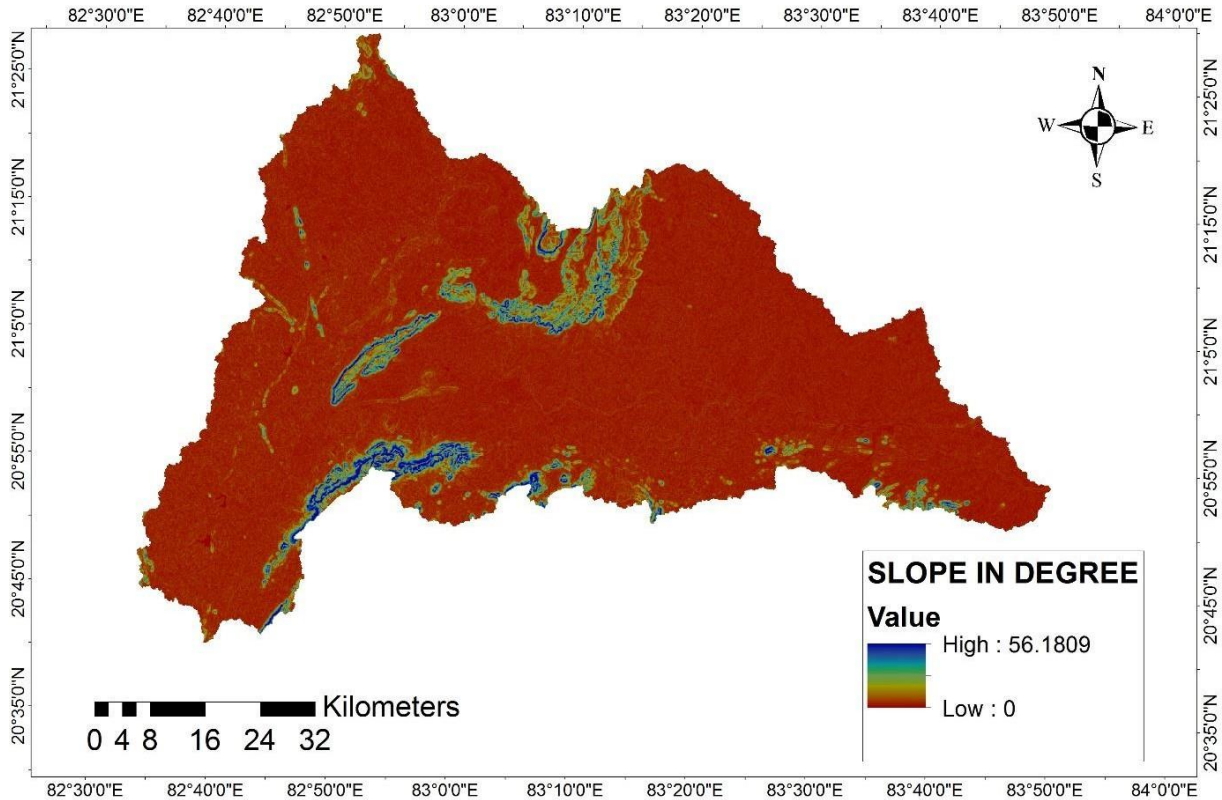 82°30'0"E 82°40'0"E 82°50'0"E 83°0'0"E 83°10'0"E 83°20'0"E 83°30'0"E 83°40'0"E 83°50'0"E 84°0'0"E
21°25'0"N
21°15'0"N
21°5'0"N
20°55'0"N
20°45'0"N
20°35'0"N
N
W E
S
21°25'0"N
21°15'0"N
21°5'0"N
20°55'0"N
20°45'0"N
20°35'0"N
SLOPE IN DEGREE
Value
High : 56.1809
Low : 0
Kilometers
0 4 8 16 24 32
82°30'0"E 82°40'0"E 82°50'0"E 83°0'0"E 83°10'0"E 83°20'0"E 83°30'0"E 83°40'0"E 83°50'0"E 84°0'0"E